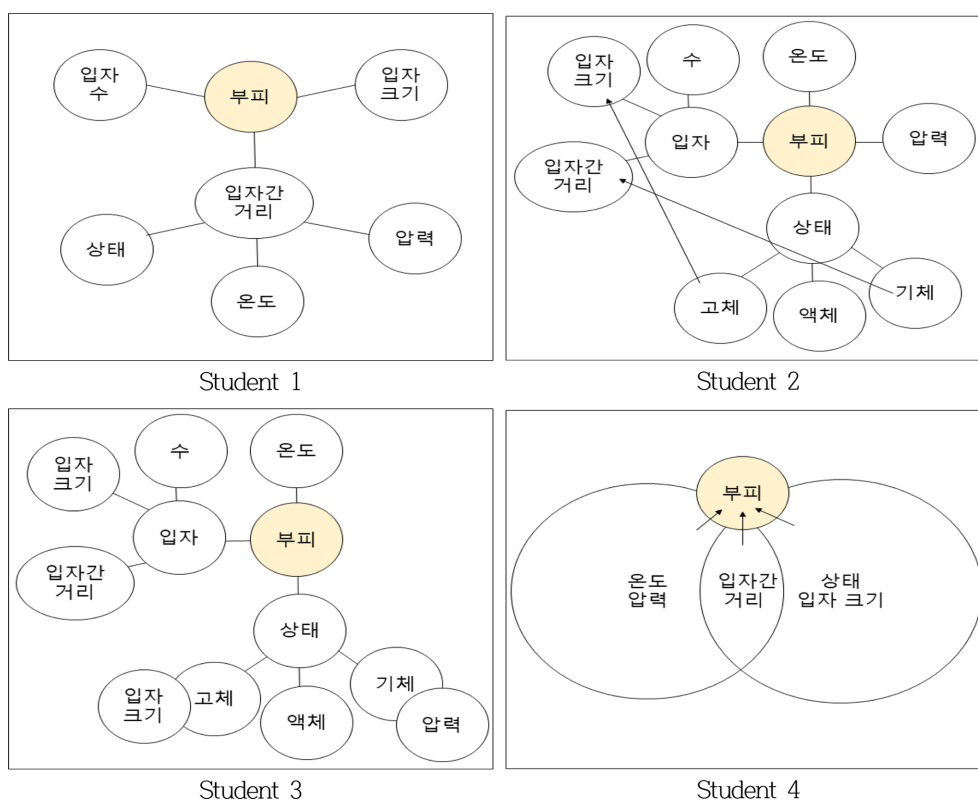 입자
수
부피
입자
크기
입자간
거리
상태
압력
온도
Student 1
입자
크기
수
온도
입자
부피
압력
입자간
거리
상태
고체
액체
기체
Student 2
입자
크기
수
온도
입자
부피
입자간
거리
상태
입자
크기
고체
액체
기체
압력
Student 3
부피
온도
압력
입자간
거리
상태
입자 크기
Student 4